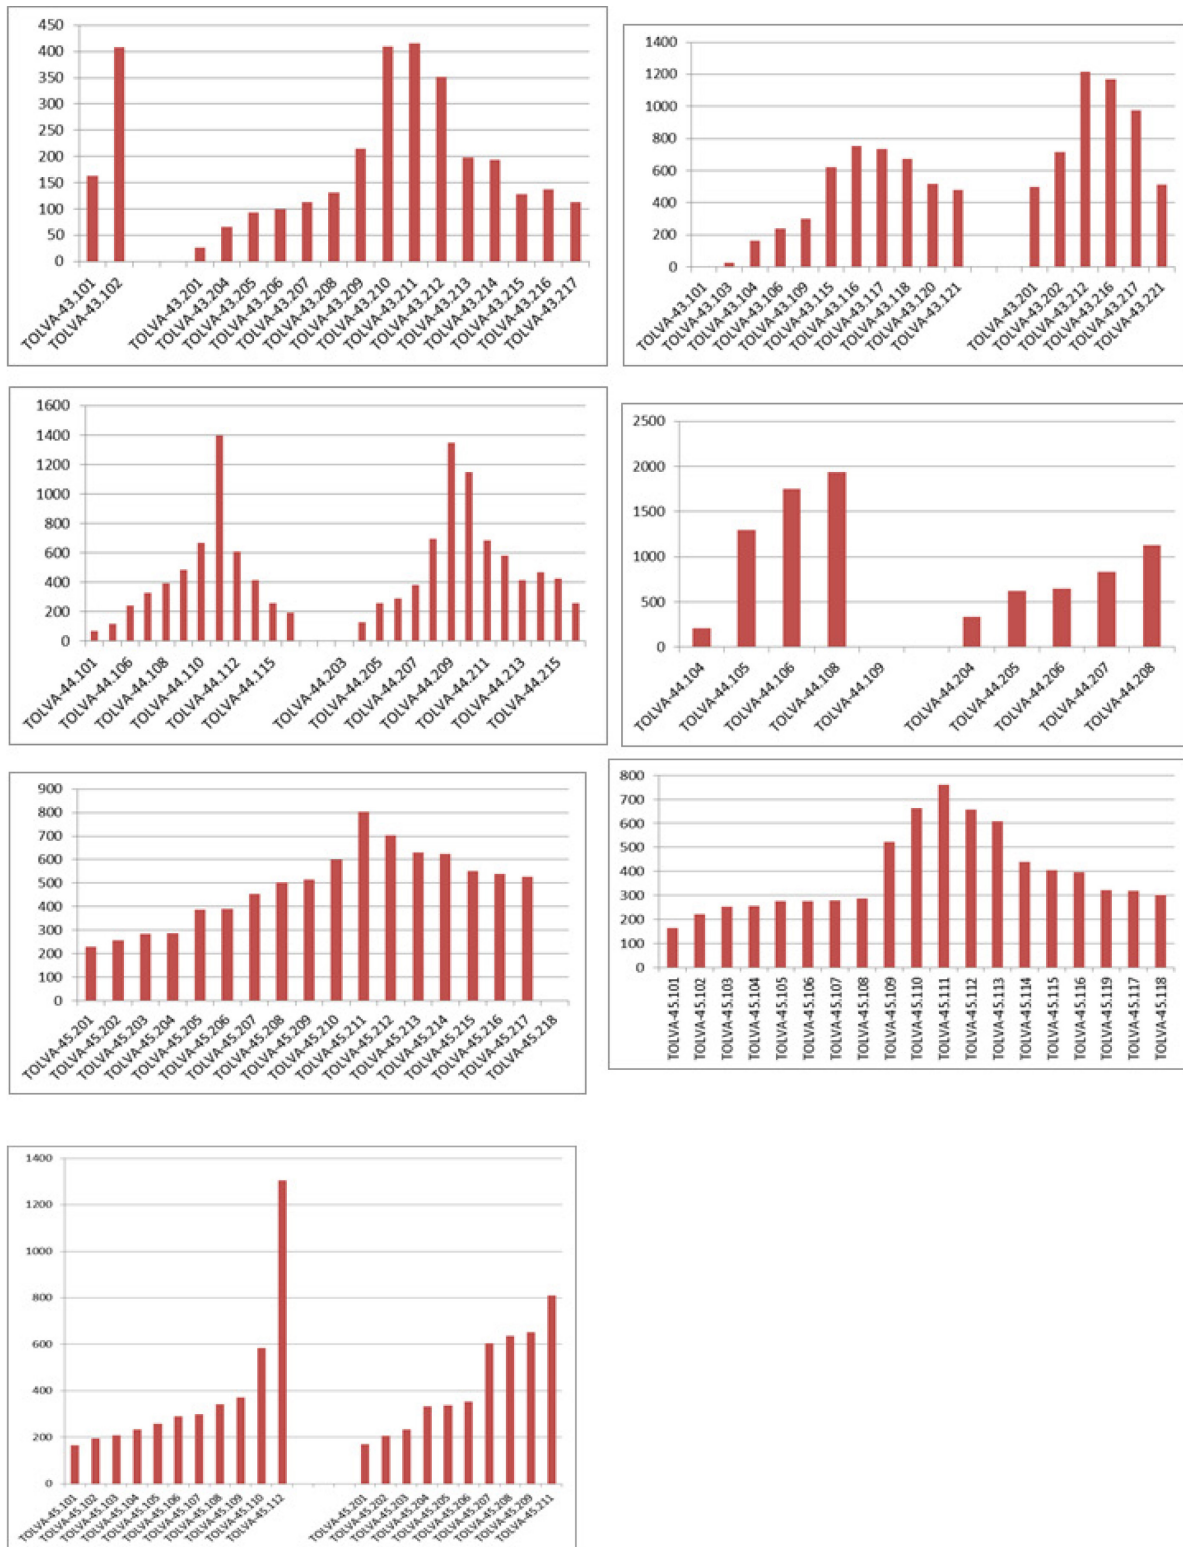 450
400
350
300
250
200
150
100
50
0
TOLVA-43.101
TOLVA-43.102
TOLVA-43.201
TOLVA-43.204
TOLVA-43.205
TOLVA-43.206
TOLVA-43.207
TOLVA-43.208
TOLVA-43.209
TOLVA-43.210
TOLVA-43.211
TOLVA-43.212
TOLVA-43.213
TOLVA-43.214
TOLVA-43.215
TOLVA-43.216
TOLVA-43.217
1400
1200
1000
800
600
400
200
0
TOLVA-43.101
TOLVA-43.103
TOLVA-43.104
TOLVA-43.106
TOLVA-43.109
TOLVA-43.115
TOLVA-43.116
TOLVA-43.117
TOLVA-43.118
TOLVA-43.120
TOLVA-43.121
TOLVA-43.201
TOLVA-43.202
TOLVA-43.212
TOLVA-43.216
TOLVA-43.217
TOLVA-43.221
1600
1400
1200
1000
800
600
400
200
0
TOLVA-44.101
TOLVA-44.106
TOLVA-44.108
TOLVA-44.110
TOLVA-44.112
TOLVA-44.115
TOLVA-44.203
TOLVA-44.205
TOLVA-44.207
TOLVA-44.209
TOLVA-44.211
TOLVA-44.213
TOLVA-44.215
2500
2000
1500
1000
500
0
TOLVA-44.104
TOLVA-44.105
TOLVA-44.106
TOLVA-44.108
TOLVA-44.109
TOLVA-44.204
TOLVA-44.205
TOLVA-44.206
TOLVA-44.207
TOLVA-44.208
900
800
700
600
500
400
300
200
100
0
TOLVA-45.201
TOLVA-45.202
TOLVA-45.203
TOLVA-45.204
TOLVA-45.205
TOLVA-45.206
TOLVA-45.207
TOLVA-45.208
TOLVA-45.209
TOLVA-45.210
TOLVA-45.211
TOLVA-45.212
TOLVA-45.213
TOLVA-45.214
TOLVA-45.215
TOLVA-45.216
TOLVA-45.217
TOLVA-45.218
800
700
600
500
400
300
200
100
0
TOLVA-45.101
TOLVA-45.102
TOLVA-45.103
TOLVA-45.104
TOLVA-45.105
TOLVA-45.106
TOLVA-45.107
TOLVA-45.108
TOLVA-45.109
TOLVA-45.110
TOLVA-45.111
TOLVA-45.112
TOLVA-45.113
TOLVA-45.114
TOLVA-45.115
TOLVA-45.116
TOLVA-45.119
TOLVA-45.117
TOLVA-45.118
1400
1200
1000
800
600
400
200
0
TOLVA-45.101
TOLVA-45.102
TOLVA-45.103
TOLVA-45.104
TOLVA-45.105
TOLVA-45.106
TOLVA-45.107
TOLVA-45.108
TOLVA-45.109
TOLVA-45.110
TOLVA-45.112
TOLVA-45.201
TOLVA-45.202
TOLVA-45.203
TOLVA-45.204
TOLVA-45.205
TOLVA-45.206
TOLVA-45.207
TOLVA-45.208
TOLVA-45.209
TOLVA-45.211